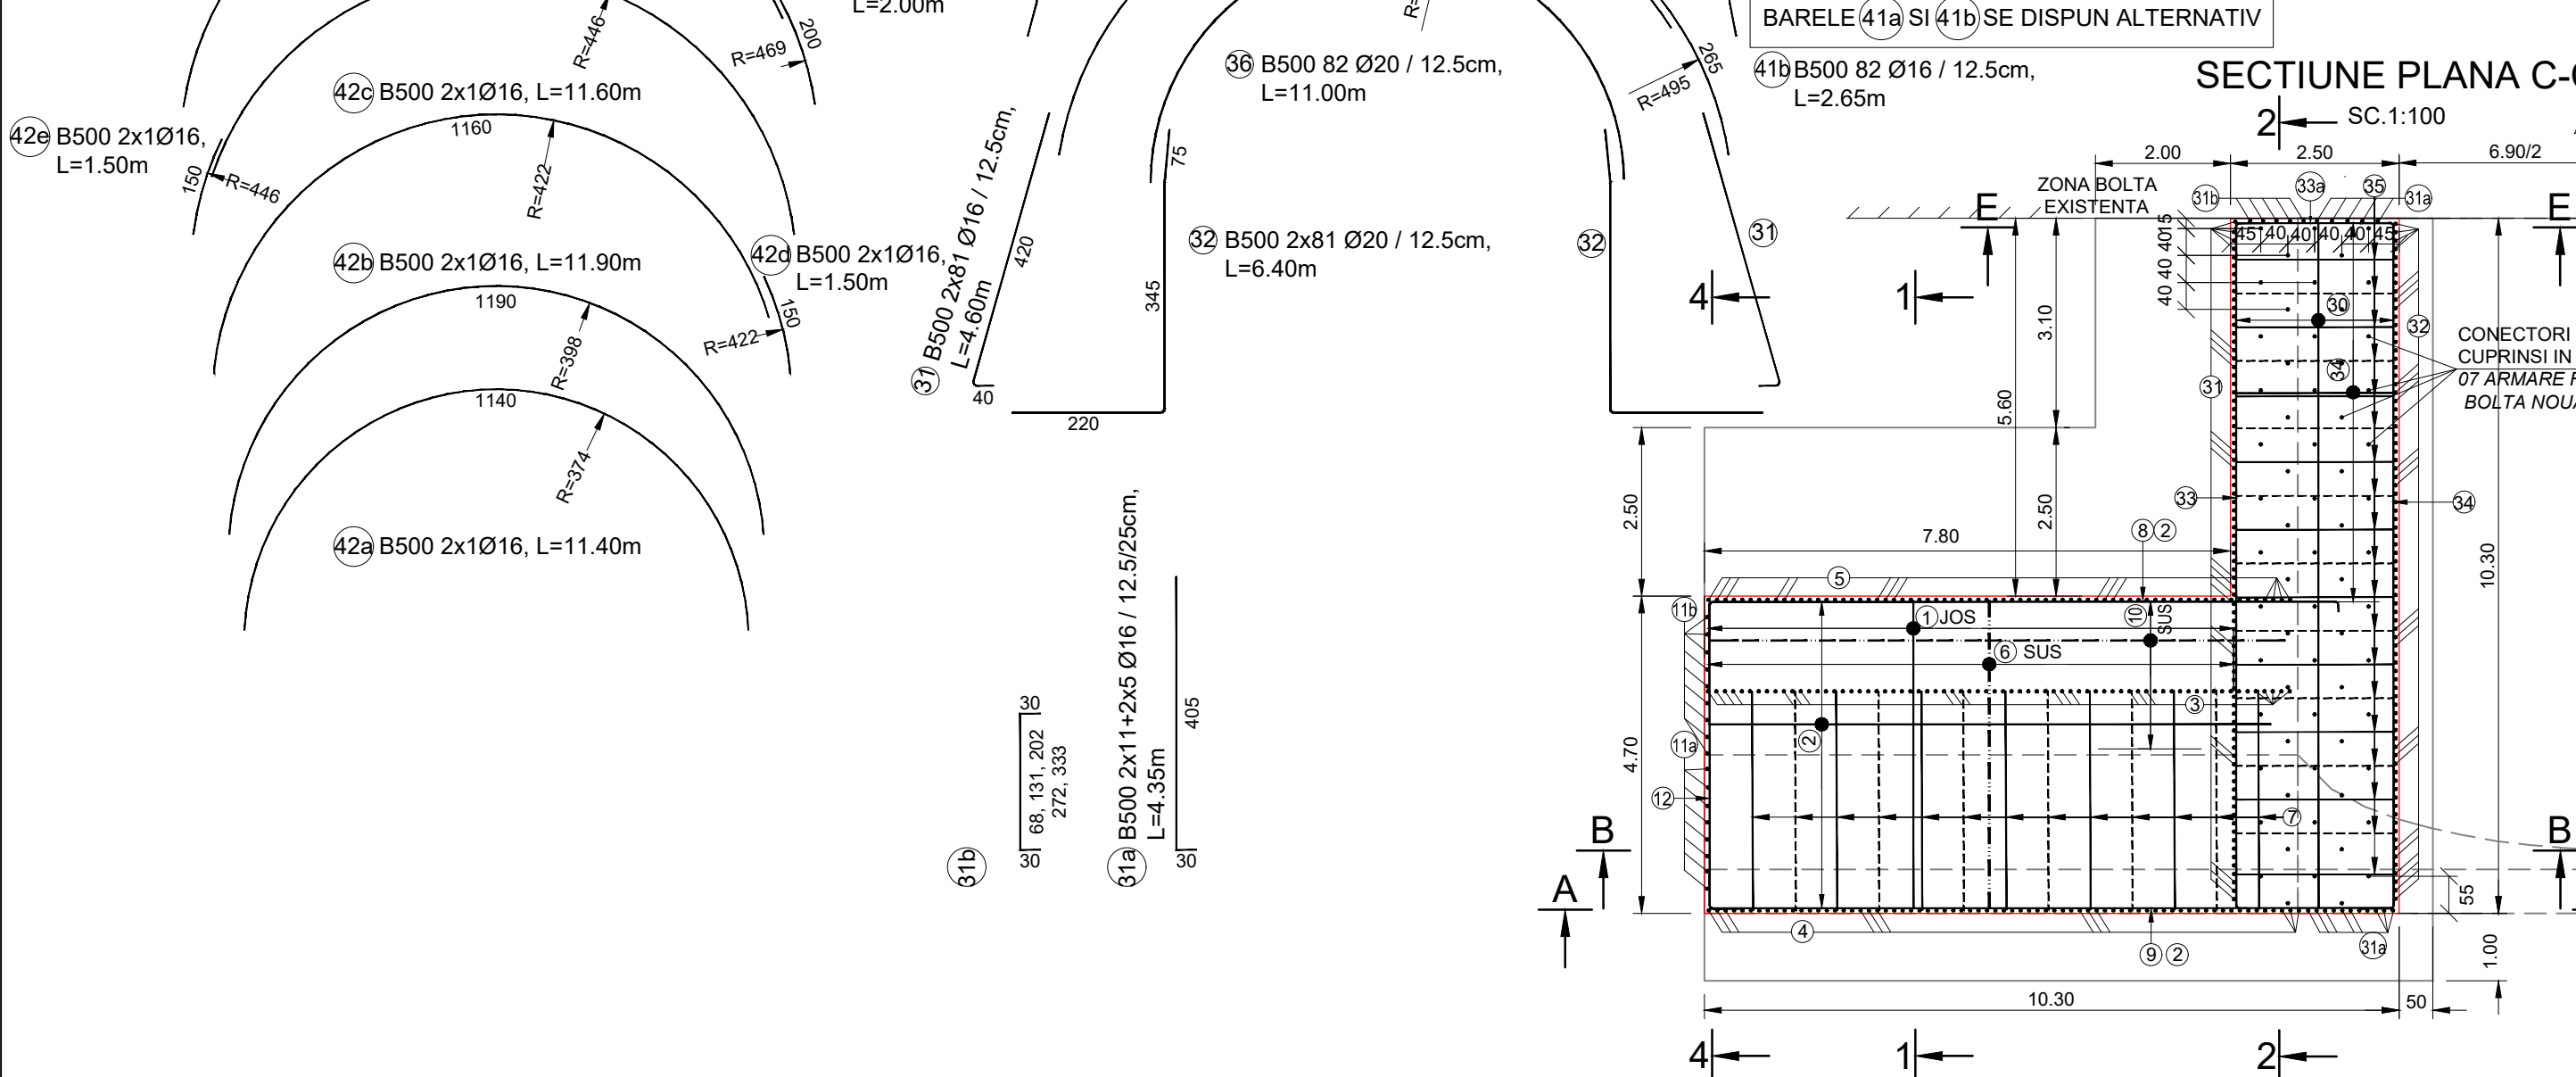 L=2.00m
R=446
R=469
200
42c B500 2x1Ø16, L=11.60m
1160
R=422
42e B500 2x1Ø16,
L=1.50m
150
R=446
42b B500 2x1Ø16, L=11.90m
1190
R=398
42d B500 2x1Ø16,
L=1.50m
150
R=422
1140
R=374
42a B500 2x1Ø16, L=11.40m
R=
36 B500 82 Ø20 / 12.5cm,
L=11.00m
265
R=495
31 B500 2x81 Ø16 / 12.5cm,
L=4.60m
420
40
75
345
220
32 B500 2x81 Ø20 / 12.5cm,
L=6.40m
32
31
31b
30
68, 131, 202
272, 333
30
31a B500 2x11+2x5 Ø16 / 12.5/25cm,
L=4.35m
405
30
BARELE 41a SI 41b SE DISPUN ALTERNATIV
41b B500 82 Ø16 / 12.5cm,
L=2.65m
SECTIUNE PLANA C-
SC.1:100
2
2.00
2.50
6.90/2
ZONA BOLTA
EXISTENTA
31b
33a
35
31a
E
E
45 40 40 40 40 45
15
40
40
40
4
1
3.10
5.60
30
32
34
31
CONECTORI
CUPRINSI IN
07 ARMARE
BOLTA NOUA
2.50
2.50
33
34
8 2
7.80
10.30
5
11b
1 JOS
10 SUS
6 SUS
3
4.70
11a
2
12
7
B
B
A
55
4
9 2
31a
1.00
10.30
50
4
1
2